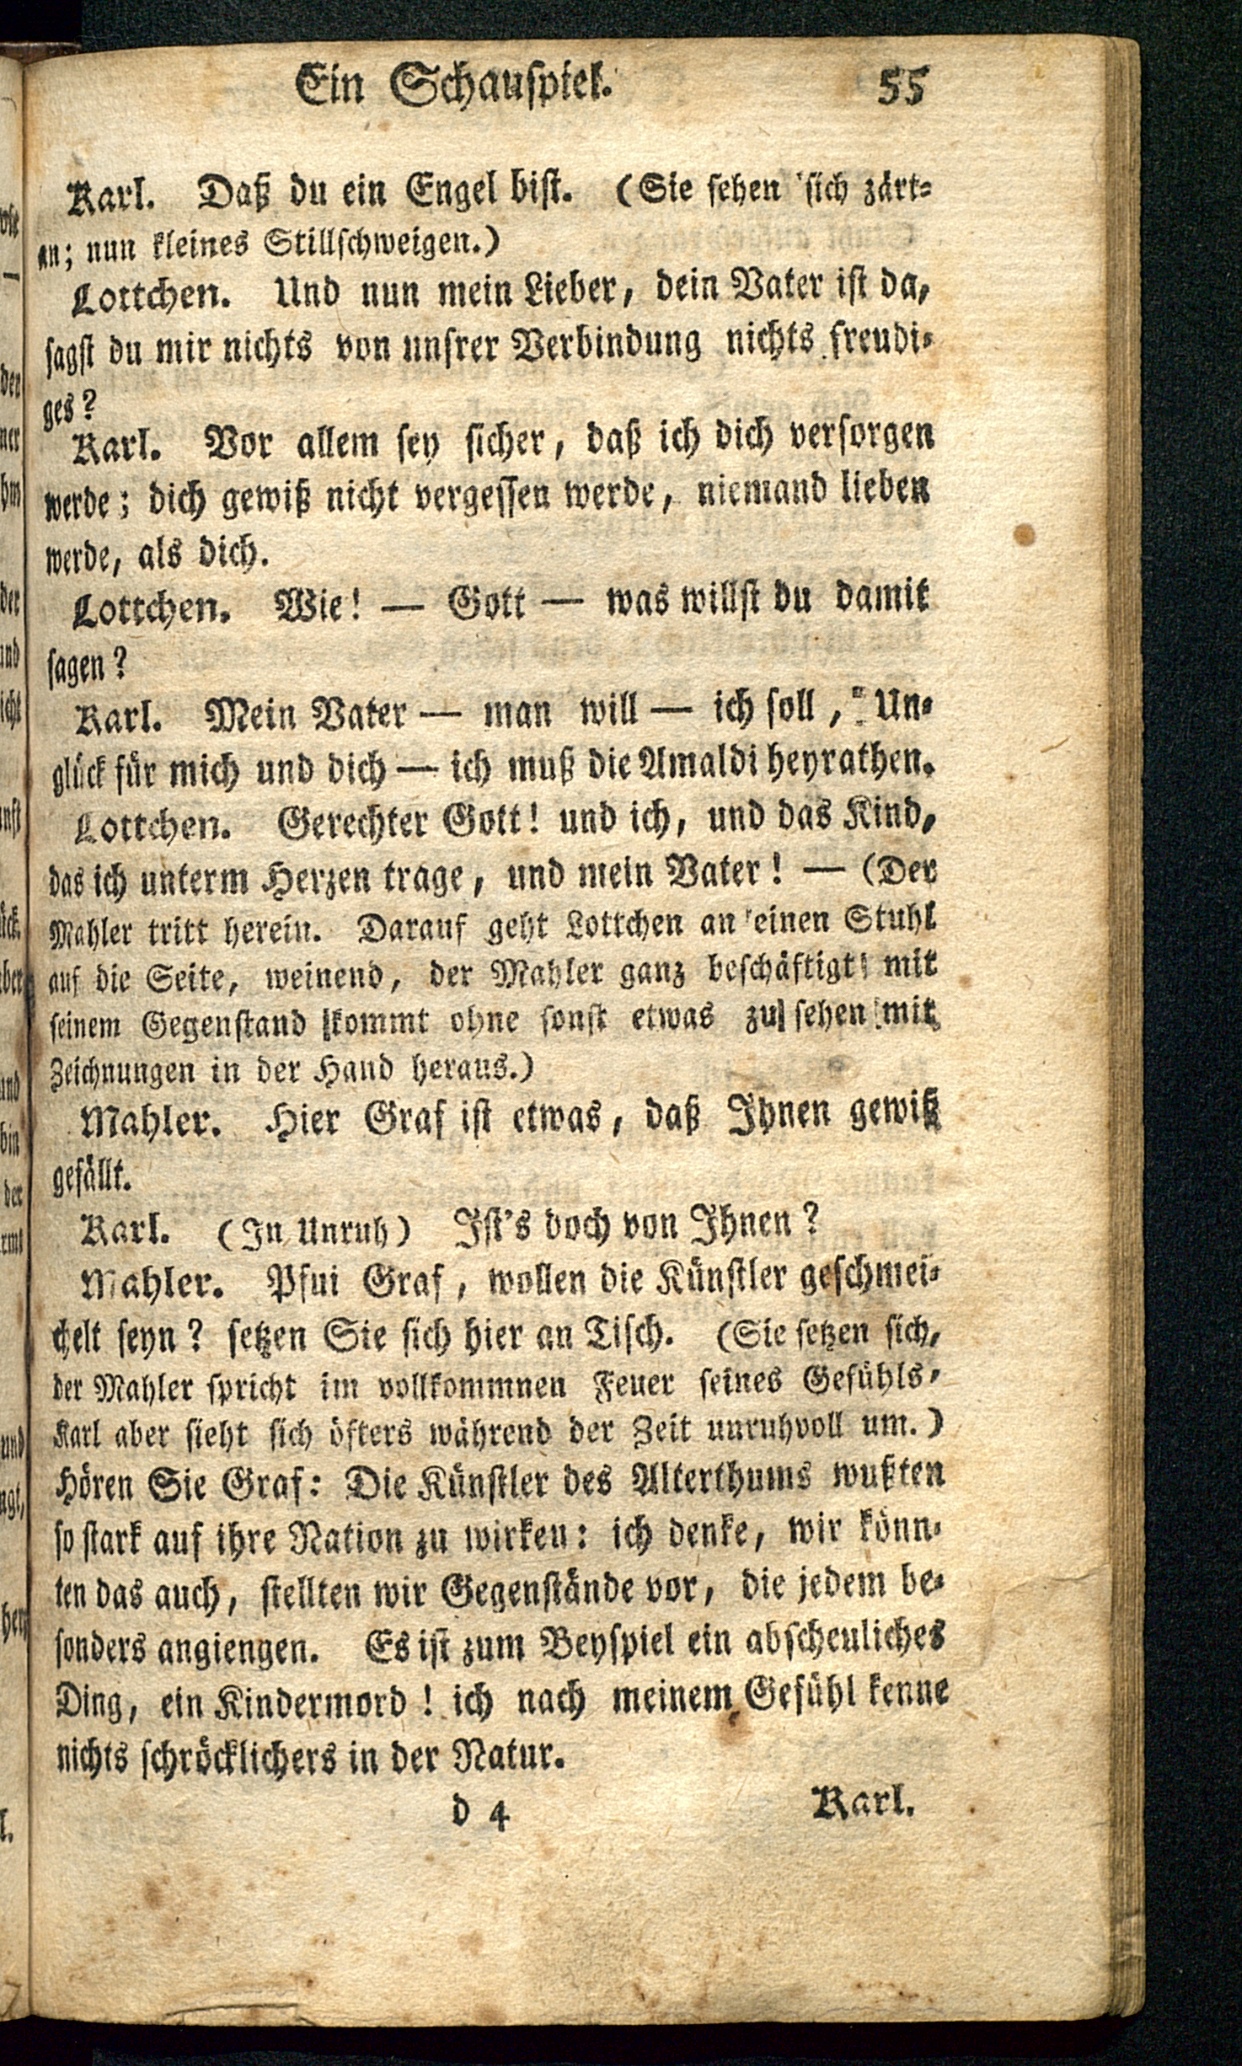 Ein Schauspiel. 55
Karl. Daß du ein Engel bist. (Sie sehen sich zärt-
an; nun kleines Stillschweigen.)
Lottchen. Und nun mein Lieber, dein Vater ist da,
sagst du mir nichts von unsrer Verbindung nichts freudi-
ges?
Karl. Vor allem sey sicher, daß ich dich versorgen
werde; dich gewiß nicht vergessen werde, niemand lieben
werde, als dich.
Lottchen. Wie! — Gott — was willst du damit
sagen?
Karl. Mein Vater — man will — ich soll, Un-
glück für mich und dich — ich muß die Amaldi heyrathen.
Lottchen. Gerechter Gott! und ich, und das Kind,
das ich unterm Herzen trage, und mein Vater! — (Der
Mahler tritt herein. Darauf geht Lottchen an einen Stuhl
auf die Seite, weinend, der Mahler ganz beschäftigt mit
seinem Gegenstand kommt ohne sonst etwas zu sehen mit
Zeichnungen in der Hand heraus.)
Mahler. Hier Graf ist etwas, daß Ihnen gewiß
gefällt.
Karl. (In Unruh) Ist's doch von Ihnen?
Mahler. Pfui Graf, wollen die Künstler geschmei-
chelt seyn? setzen Sie sich hier an Tisch. (Sie setzen sich,
der Mahler spricht im vollkommnen Feuer seines Gefühls,
Karl aber sieht sich öfters während der Zeit unruhvoll um.)
Hören Sie Graf: Die Künstler des Alterthums wußten
so stark auf ihre Nation zu wirken: ich denke, wir könn-
ten das auch, stellten wir Gegenstände vor, die jedem be-
sonders angiengen. Es ist zum Beyspiel ein abscheuliches
Ding, ein Kindermord! ich nach meinem Gefühl kenne
nichts schröcklichers in der Natur.
d 4 Karl.